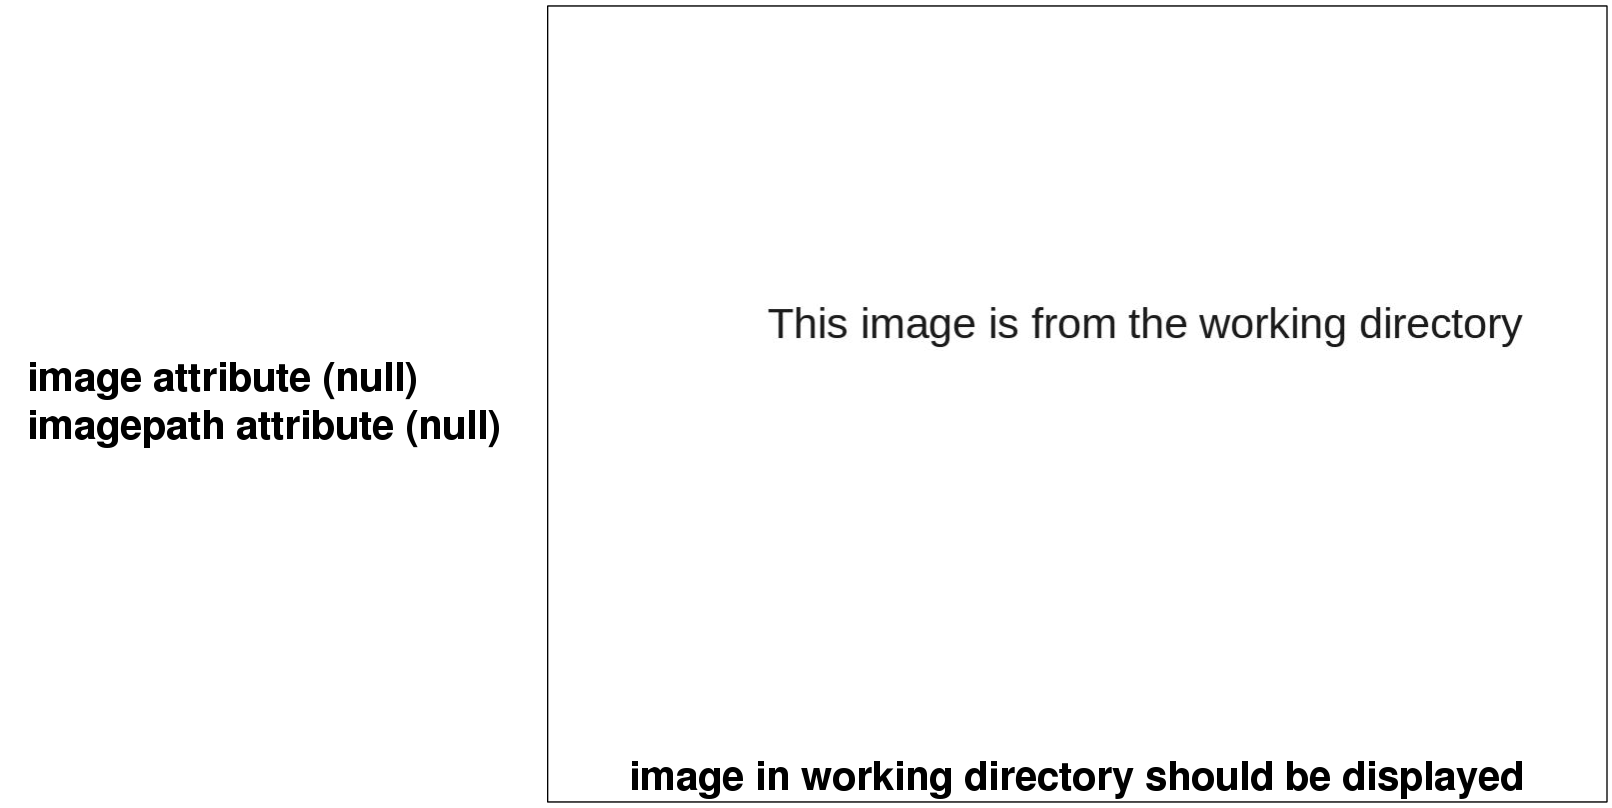 image attribute (null)
imagepath attribute (null)
This image is from the working directory
image in working directory should be displayed